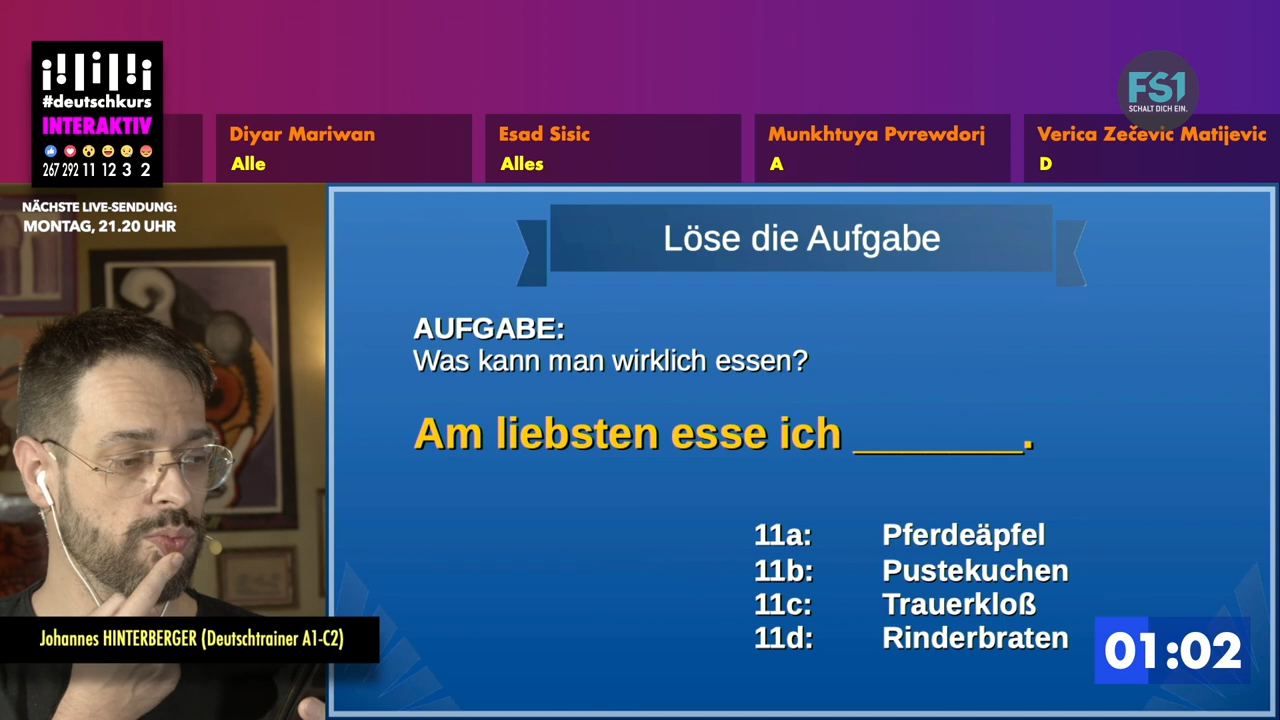 #deutschkurs
INTERAKTIV
267 292 11 12 3 2
NÄCHSTE LIVE-SENDUNG:
MONTAG, 21.20 UHR
Diyar Mariwan
Alle
Esad Sisic
Alles
Munkhtuya Pvrewdorj
A
Verica Zečevic Matijevic
D
FS1
SCHALT DICH EIN.
Löse die Aufgabe
AUFGABE:
Was kann man wirklich essen?
Am liebsten esse ich _______.
11a: Pferdeäpfel
11b: Pustekuchen
11c: Trauerkloß
11d: Rinderbraten
01:02
Johannes HINTERBERGER (Deutschtrainer A1-C2)